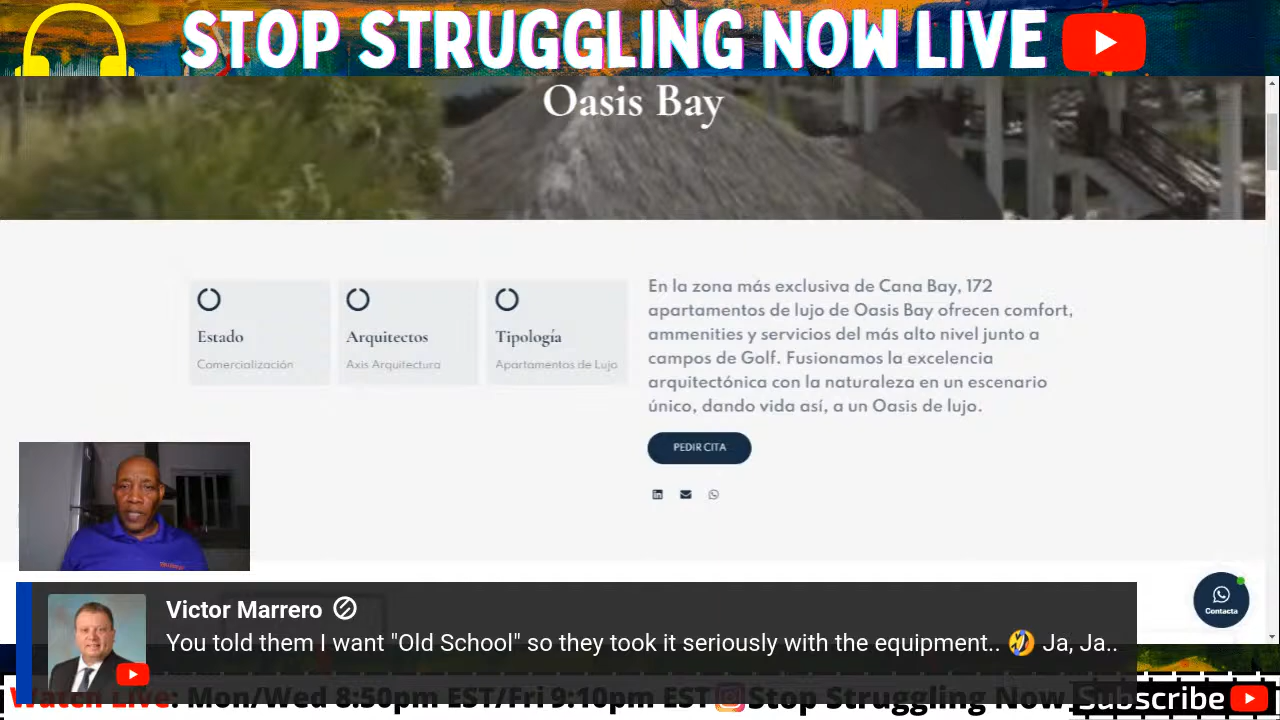 STOP STRUGGLING NOW LIVE
Oasis Bay
Estado
Comercialización
Arquitectos
Axis Arquitectura
Tipología
Apartamentos de Lujo
En la zona más exclusiva de Cana Bay, 172
apartamentos de lujo de Oasis Bay ofrecen comfort,
ammenities y servicios del más alto nivel junto a
campos de Golf. Fusionamos la excelencia
arquitectónica con la naturaleza en un escenario
único, dando vida así, a un Oasis de lujo.
PEDIR CITA
Contacta
Victor Marrero
You told them I want "Old School" so they took it seriously with the equipment.. 🤣 Ja, Ja..
Watch Live: Mon/Wed 8:50pm EST/Fri 9:10pm EST Stop Struggling Now Subscribe